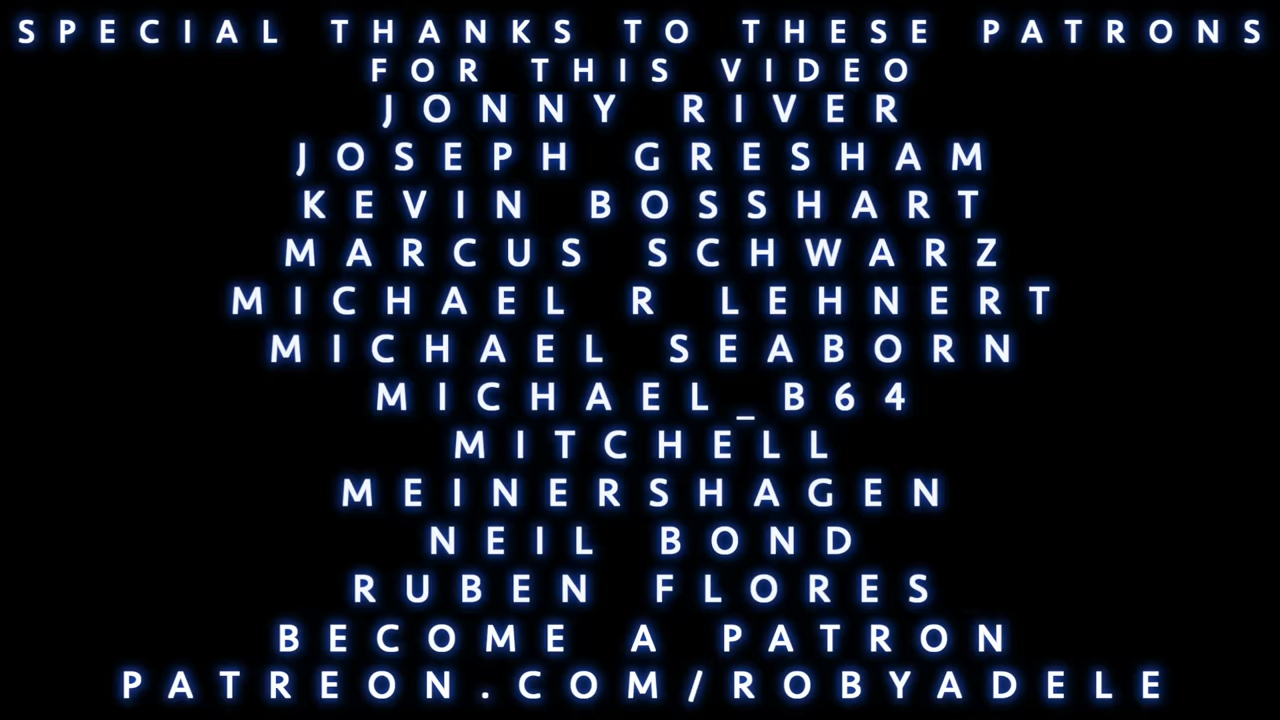 SPECIAL THANKS TO THESE PATRONS
FOR THIS VIDEO
JONNY RIVER
JOSEPH GRESHAM
KEVIN BOSSHART
MARCUS SCHWARZ
MICHAEL R LEHNERT
MICHAEL SEABORN
MICHAEL_B64
MITCHELL
MEINERSHAGEN
NEIL BOND
RUBEN FLORES
BECOME A PATRON
PATREON.COM/ROBYADELE